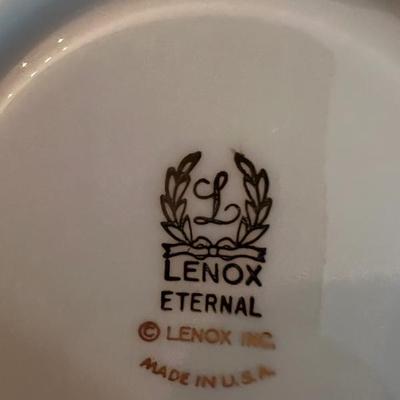 L
LENOX
ETERNAL
© LENOX INC.
MADE IN U.S.A.